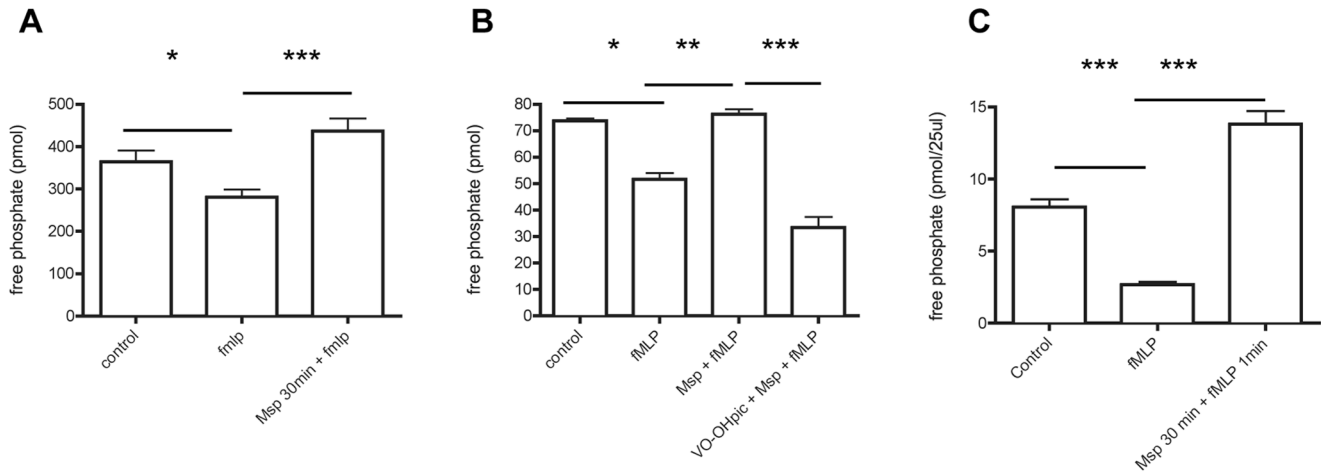 A
* ***
free phosphate (pmol)
500
400
300
200
100
0
control
fmlp
Msp 30min + fmlp
B
* ** ***
free phosphate (pmol)
80
70
60
50
40
30
20
10
0
control
fMLP
Msp + fMLP
VO-OHpic + Msp + fMLP
C
*** ***
free phosphate (pmol/25ul)
15
10
5
0
Control
fMLP
Msp 30 min + fMLP 1min